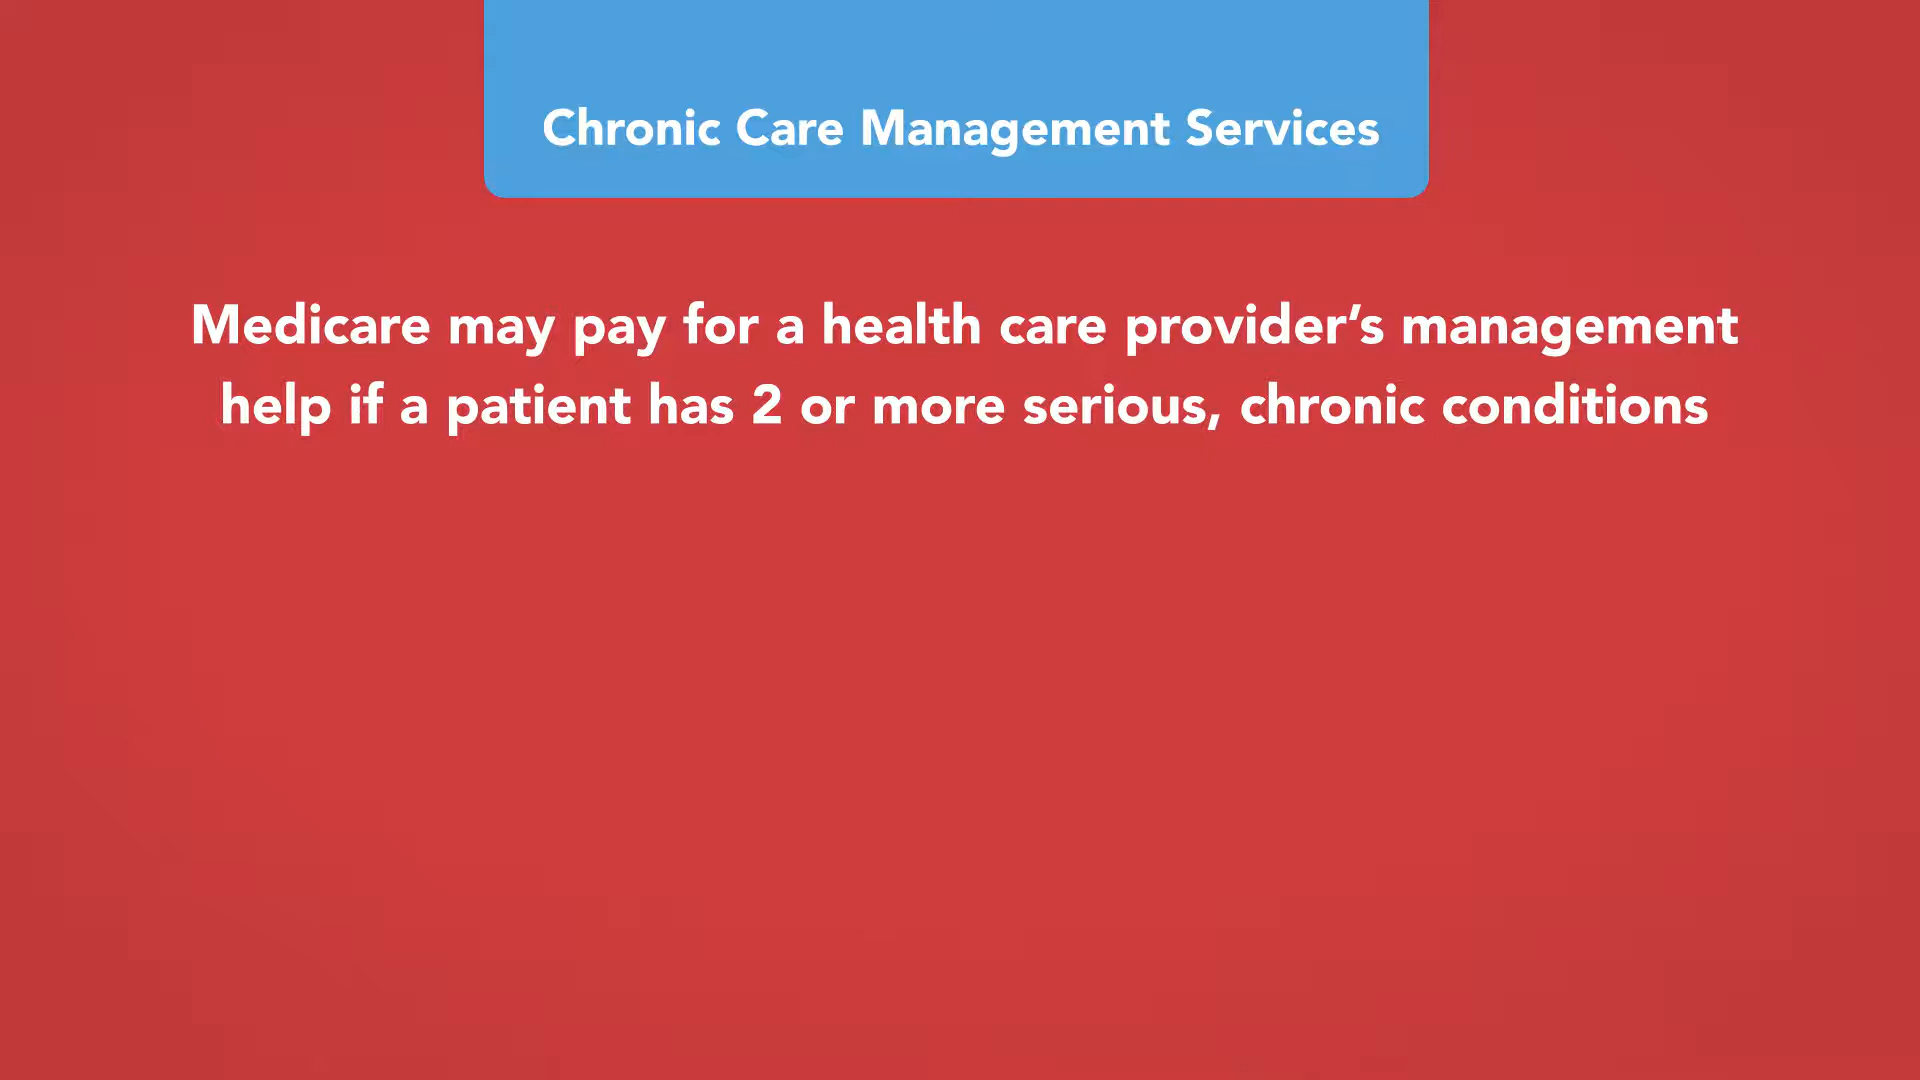 Chronic Care Management Services
Medicare may pay for a health care provider’s management
help if a patient has 2 or more serious, chronic conditions